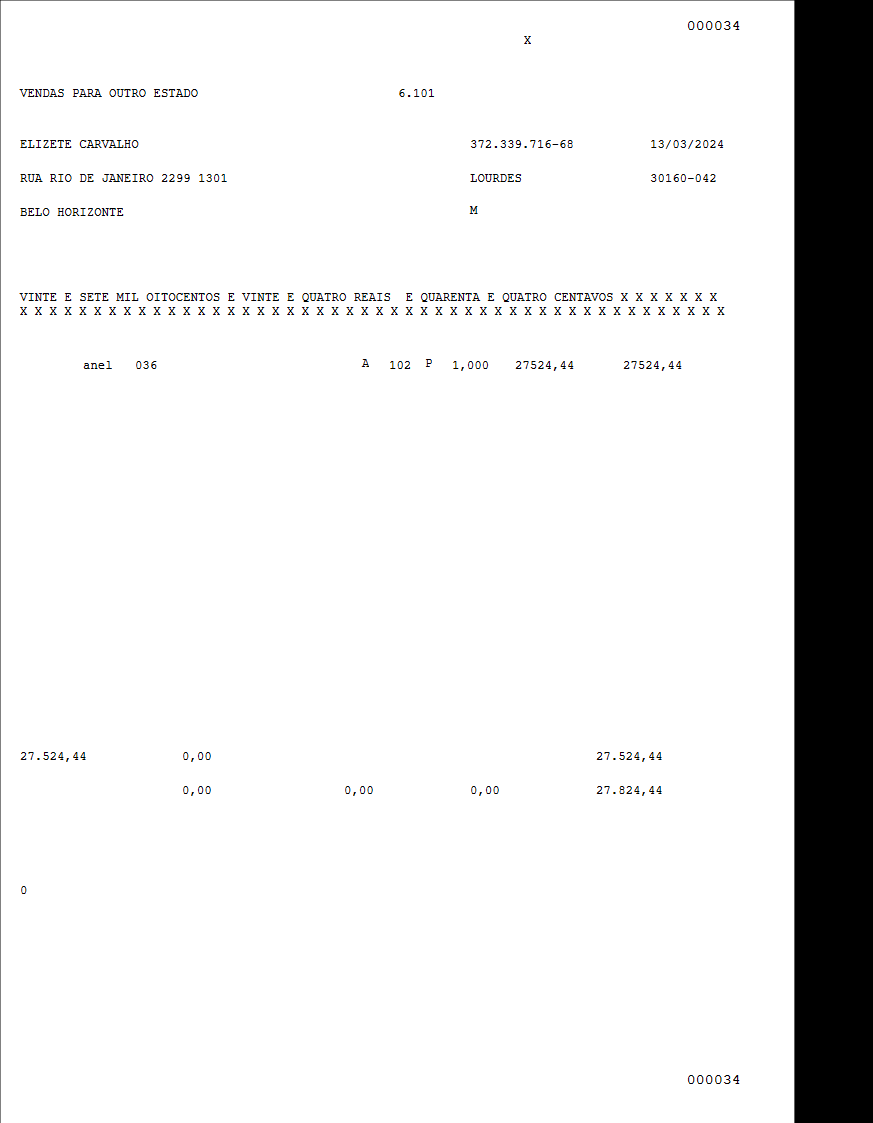 000034
X
VENDAS PARA OUTRO ESTADO 6.101
ELIZETE CARVALHO 372.339.716-68 13/03/2024
RUA RIO DE JANEIRO 2299 1301 LOURDES 30160-042
BELO HORIZONTE M
VINTE E SETE MIL OITOCENTOS E VINTE E QUATRO REAIS  E QUARENTA E QUATRO CENTAVOS X X X X X X X
X X X X X X X X X X X X X X X X X X X X X X X X X X X X X X X X X X X X X X X X X X X X X X X X
anel 036 A 102 P 1,000 27524,44 27524,44
27.524,44 0,00 27.524,44
0,00 0,00 0,00 27.824,44
0
000034